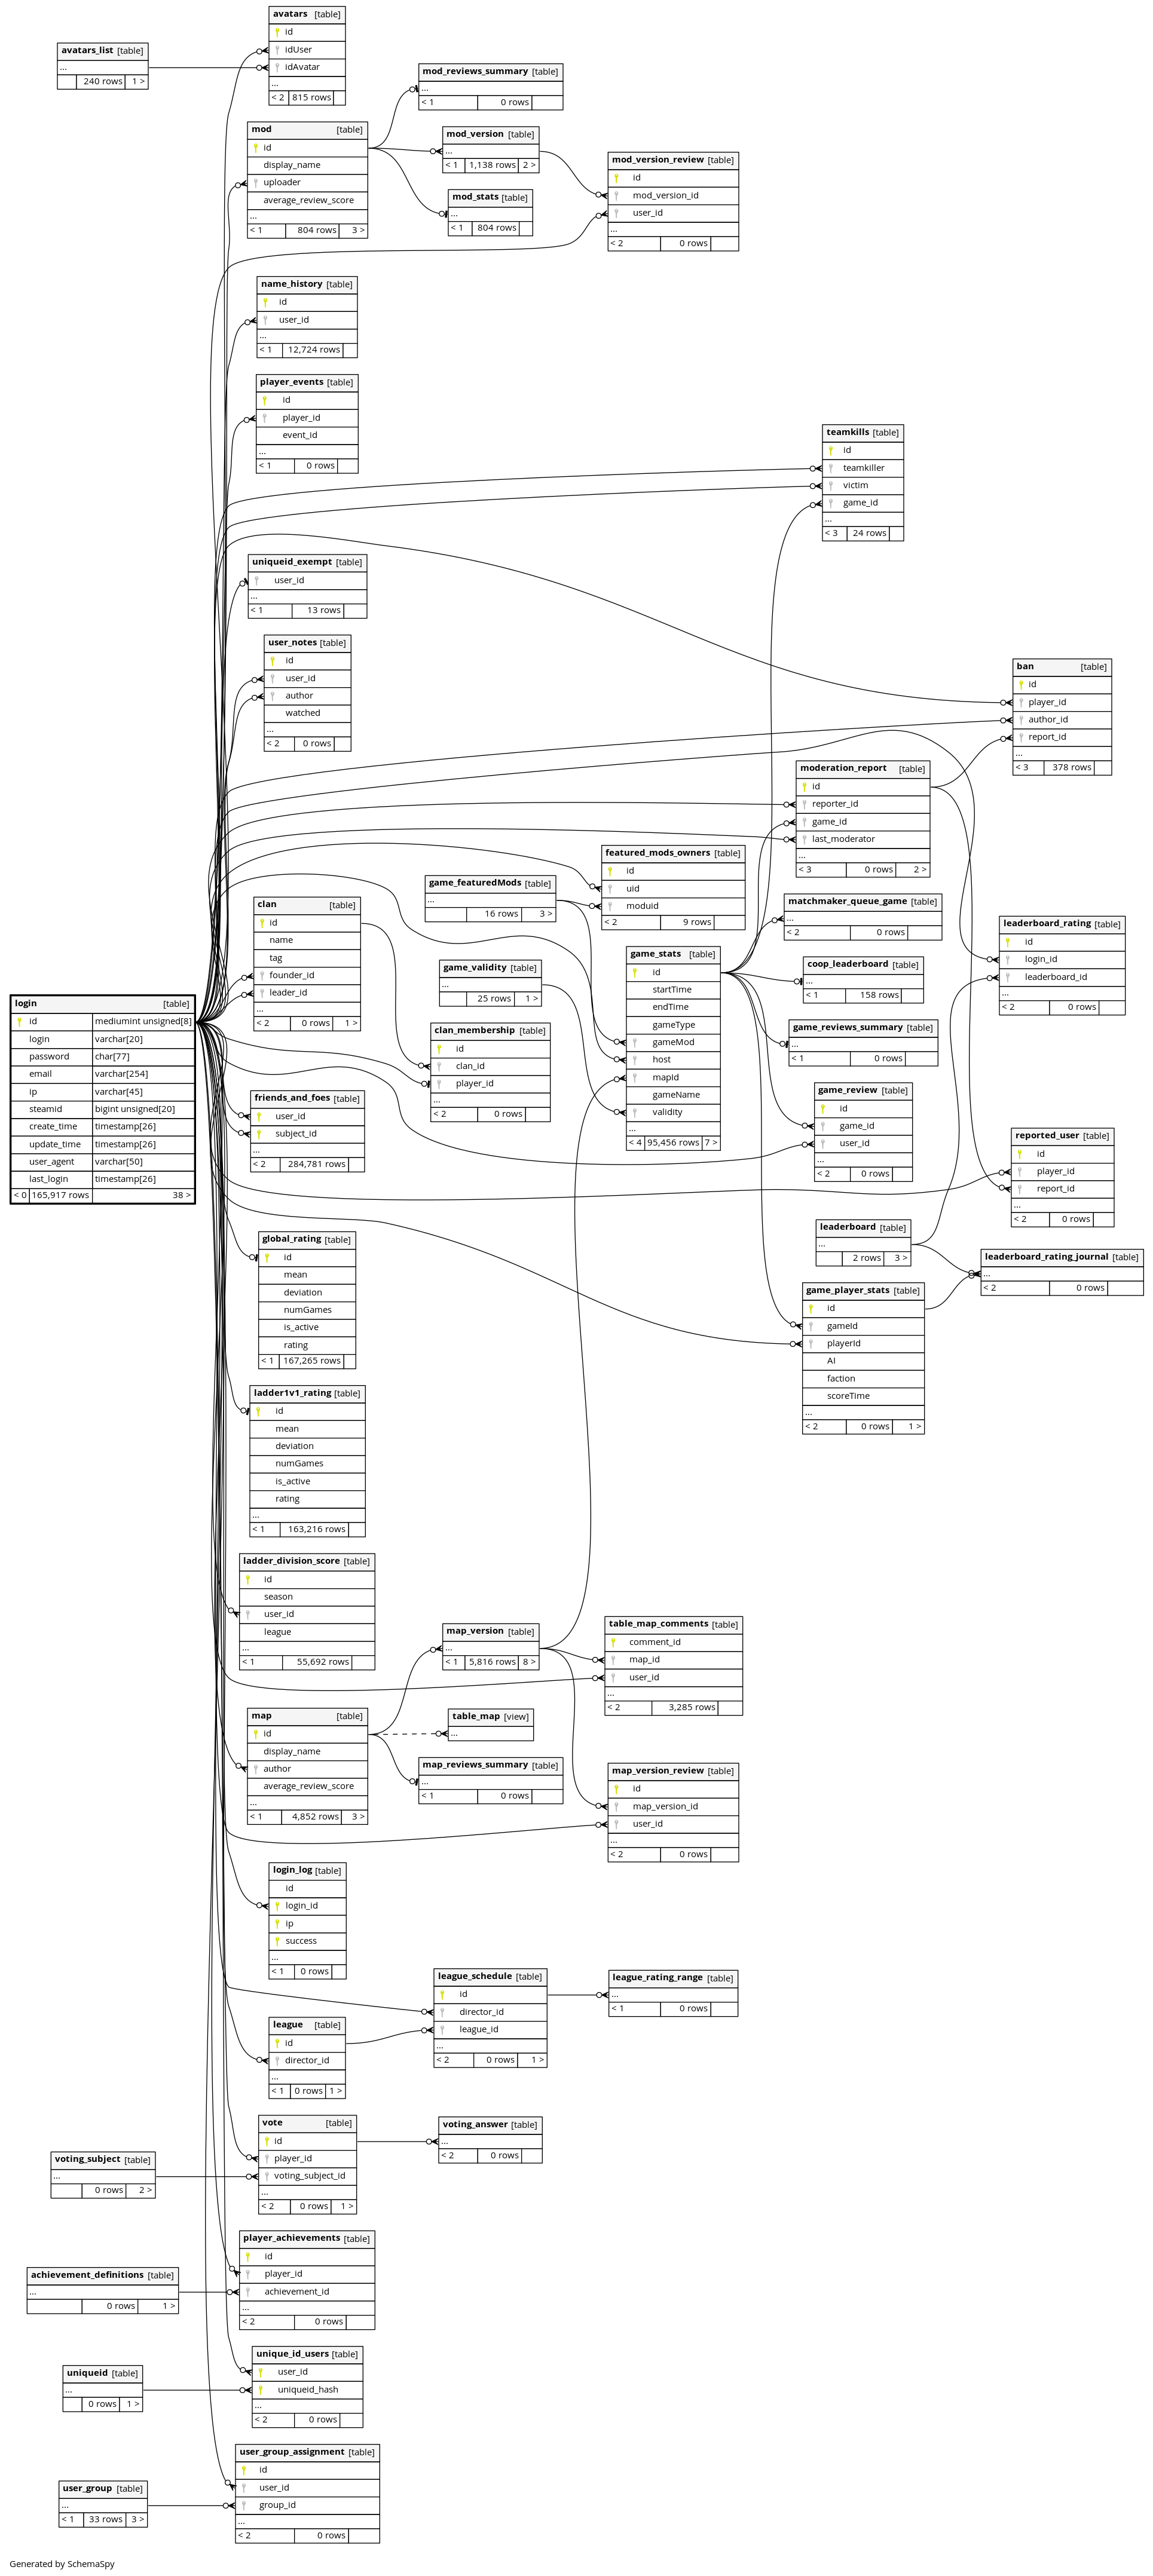 avatars [table]
id
idUser
idAvatar
...
< 2 815 rows
avatars_list [table]
...
240 rows 1 >
mod_reviews_summary [table]
...
< 1 0 rows
mod [table]
id
display_name
uploader
average_review_score
...
< 1 804 rows 3 >
mod_version [table]
...
< 1 1,138 rows 2 >
mod_version_review [table]
id
mod_version_id
user_id
...
< 2 0 rows
mod_stats [table]
...
< 1 804 rows
name_history [table]
id
user_id
...
< 1 12,724 rows
player_events [table]
id
player_id
event_id
...
< 1 0 rows
teamkills [table]
id
teamkiller
victim
game_id
...
< 3 24 rows
uniqueid_exempt [table]
user_id
...
< 1 13 rows
user_notes [table]
id
user_id
author
watched
...
< 2 0 rows
ban [table]
id
player_id
author_id
report_id
...
< 3 378 rows
moderation_report [table]
id
reporter_id
game_id
last_moderator
...
< 3 0 rows 2 >
featured_mods_owners [table]
id
uid
moduid
< 2 9 rows
game_featuredMods [table]
...
16 rows 3 >
matchmaker_queue_game [table]
...
< 2 0 rows
clan [table]
id
name
tag
founder_id
leader_id
...
< 2 0 rows 1 >
leaderboard_rating [table]
id
login_id
leaderboard_id
...
< 2 0 rows
game_stats [table]
id
startTime
endTime
gameType
gameMod
host
mapId
gameName
validity
...
< 4 95,456 rows 7 >
coop_leaderboard [table]
...
< 1 158 rows
game_validity [table]
...
25 rows 1 >
login [table]
id mediumint unsigned[8]
login varchar[20]
password char[77]
email varchar[254]
ip varchar[45]
steamid bigint unsigned[20]
create_time timestamp[26]
update_time timestamp[26]
user_agent varchar[50]
last_login timestamp[26]
< 0 165,917 rows 38 >
clan_membership [table]
id
clan_id
player_id
...
< 2 0 rows
game_reviews_summary [table]
...
< 1 0 rows
game_review [table]
id
game_id
user_id
...
< 2 0 rows
friends_and_foes [table]
user_id
subject_id
...
< 2 284,781 rows
reported_user [table]
id
player_id
report_id
...
< 2 0 rows
leaderboard [table]
...
2 rows 3 >
global_rating [table]
id
mean
deviation
numGames
is_active
rating
< 1 167,265 rows
leaderboard_rating_journal [table]
...
< 2 0 rows
game_player_stats [table]
id
gameId
playerId
AI
faction
scoreTime
...
< 2 0 rows 1 >
ladder1v1_rating [table]
id
mean
deviation
numGames
is_active
rating
...
< 1 163,216 rows
ladder_division_score [table]
id
season
user_id
league
...
< 1 55,692 rows
map_version [table]
...
< 1 5,816 rows 8 >
table_map_comments [table]
comment_id
map_id
user_id
...
< 2 3,285 rows
map [table]
id
display_name
author
average_review_score
...
< 1 4,852 rows 3 >
table_map [view]
...
map_reviews_summary [table]
...
< 1 0 rows
map_version_review [table]
id
map_version_id
user_id
...
< 2 0 rows
login_log [table]
id
login_id
ip
success
...
< 1 0 rows
league_schedule [table]
id
director_id
league_id
...
< 2 0 rows 1 >
league_rating_range [table]
...
< 1 0 rows
league [table]
id
director_id
...
< 1 0 rows 1 >
vote [table]
id
player_id
voting_subject_id
...
< 2 0 rows 1 >
voting_answer [table]
...
< 2 0 rows
voting_subject [table]
...
0 rows 2 >
player_achievements [table]
id
player_id
achievement_id
...
< 2 0 rows
achievement_definitions [table]
...
0 rows 1 >
unique_id_users [table]
user_id
uniqueid_hash
...
< 2 0 rows
uniqueid [table]
...
0 rows 1 >
user_group_assignment [table]
id
user_id
group_id
...
< 2 0 rows
user_group [table]
...
< 1 33 rows 3 >
Generated by SchemaSpy